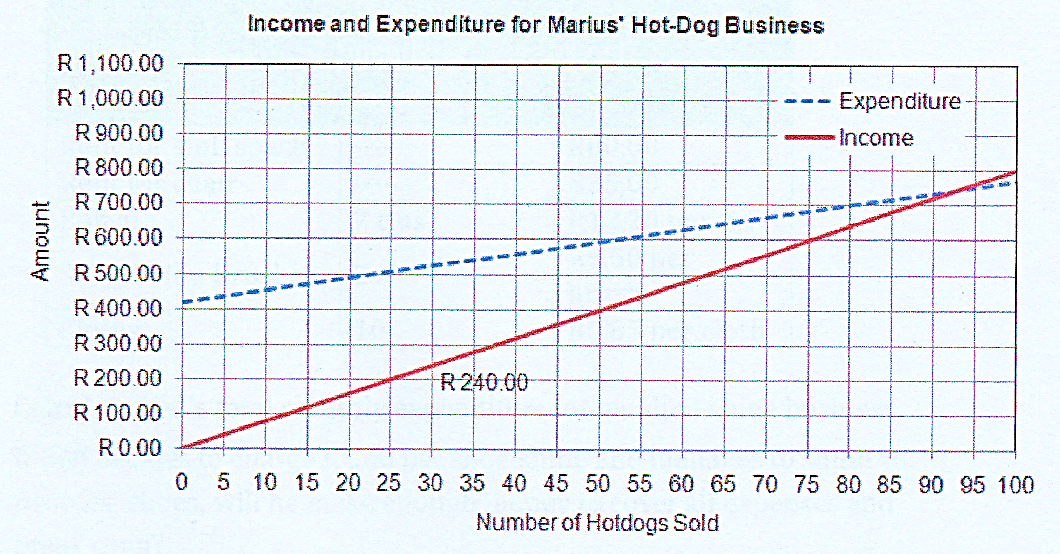 Income and Expenditure for Marius' Hot-Dog Business
R 1,100.00
R 1,000.00
R 900.00
R 800.00
R 700.00
R 600.00
R 500.00
R 400.00
R 300.00
R 200.00
R 100.00
R 0.00
Amount
Expenditure
Income
R 240.00
0 5 10 15 20 25 30 35 40 45 50 55 60 65 70 75 80 85 90 95 100
Number of Hotdogs Sold